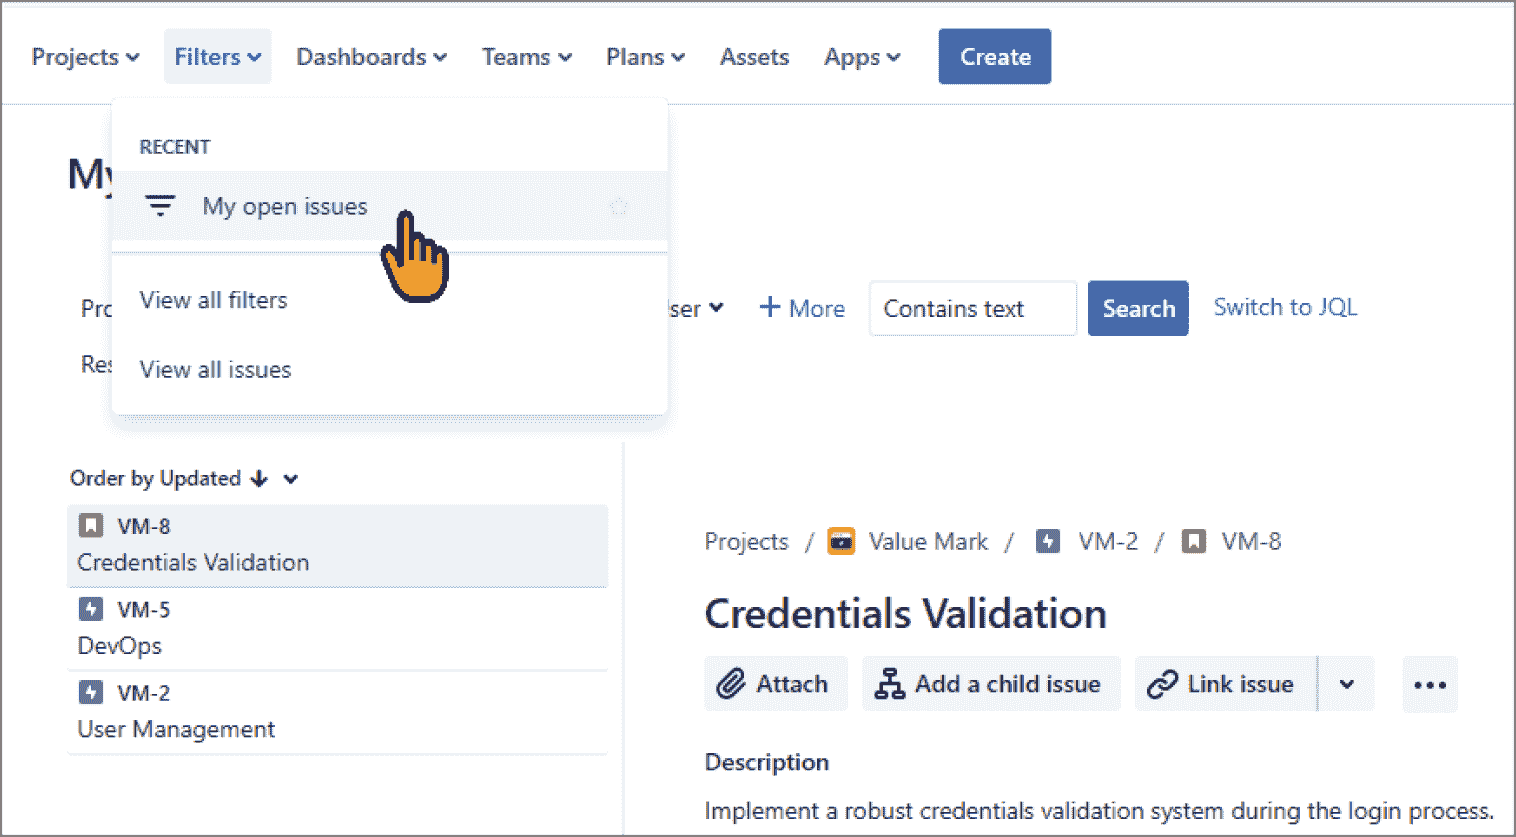 Projects Filters Dashboards Teams Plans Assets Apps Create
RECENT
My
My open issues
View all filters
View all issues
More Contains text Search Switch to JQL
Order by Updated
VM-8
Credentials Validation
VM-5
DevOps
VM-2
User Management
Projects / Value Mark / VM-2 / VM-8
Credentials Validation
Attach Add a child issue Link issue
Description
Implement a robust credentials validation system during the login process.